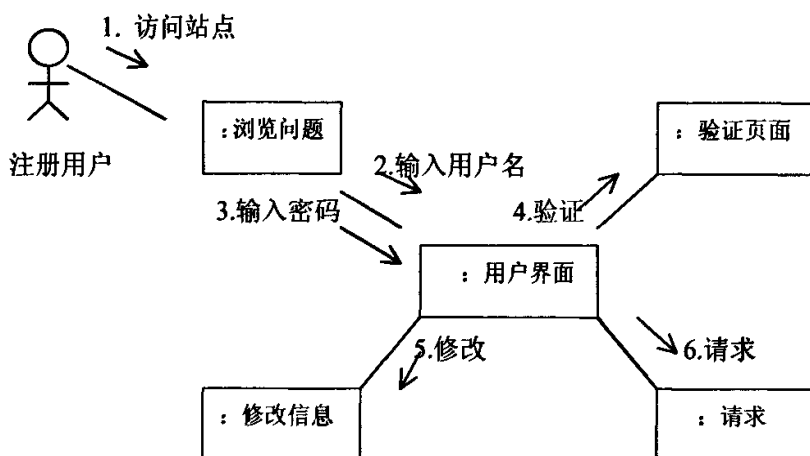 1. 访问站点
:浏览问题
：验证页面
注册用户
2.输入用户名
3.输入密码
4.验证
：用户界面
5.修改
6.请求
：修改信息
：请求